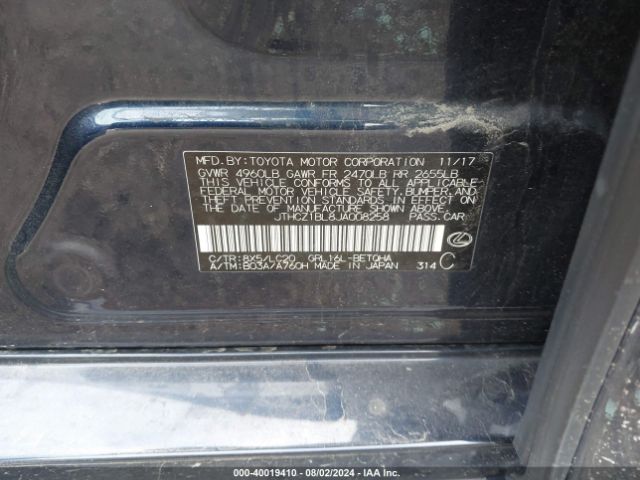 MFD.BY:TOYOTA MOTOR CORPORATION 11/17
GVWR 4960LB GAWR FR 2470LB RR 2655LB
THIS VEHICLE CONFORMS TO ALL APPLICABLE
FEDERAL MOTOR VEHICLE SAFETY,BUMPER,AND
THEFT PREVENTION STANDARDS IN EFFECT ON
THE DATE OF MANUFACTURE SHOWN ABOVE.
JTHCZ1BL8JA008258 PASS.CAR
C/TR:8X5/LC20 GRL16L-BETQHA
A/TM:B03A/A760H MADE IN JAPAN 314 C
000-40019410 - 08/02/2024 - IAA Inc.